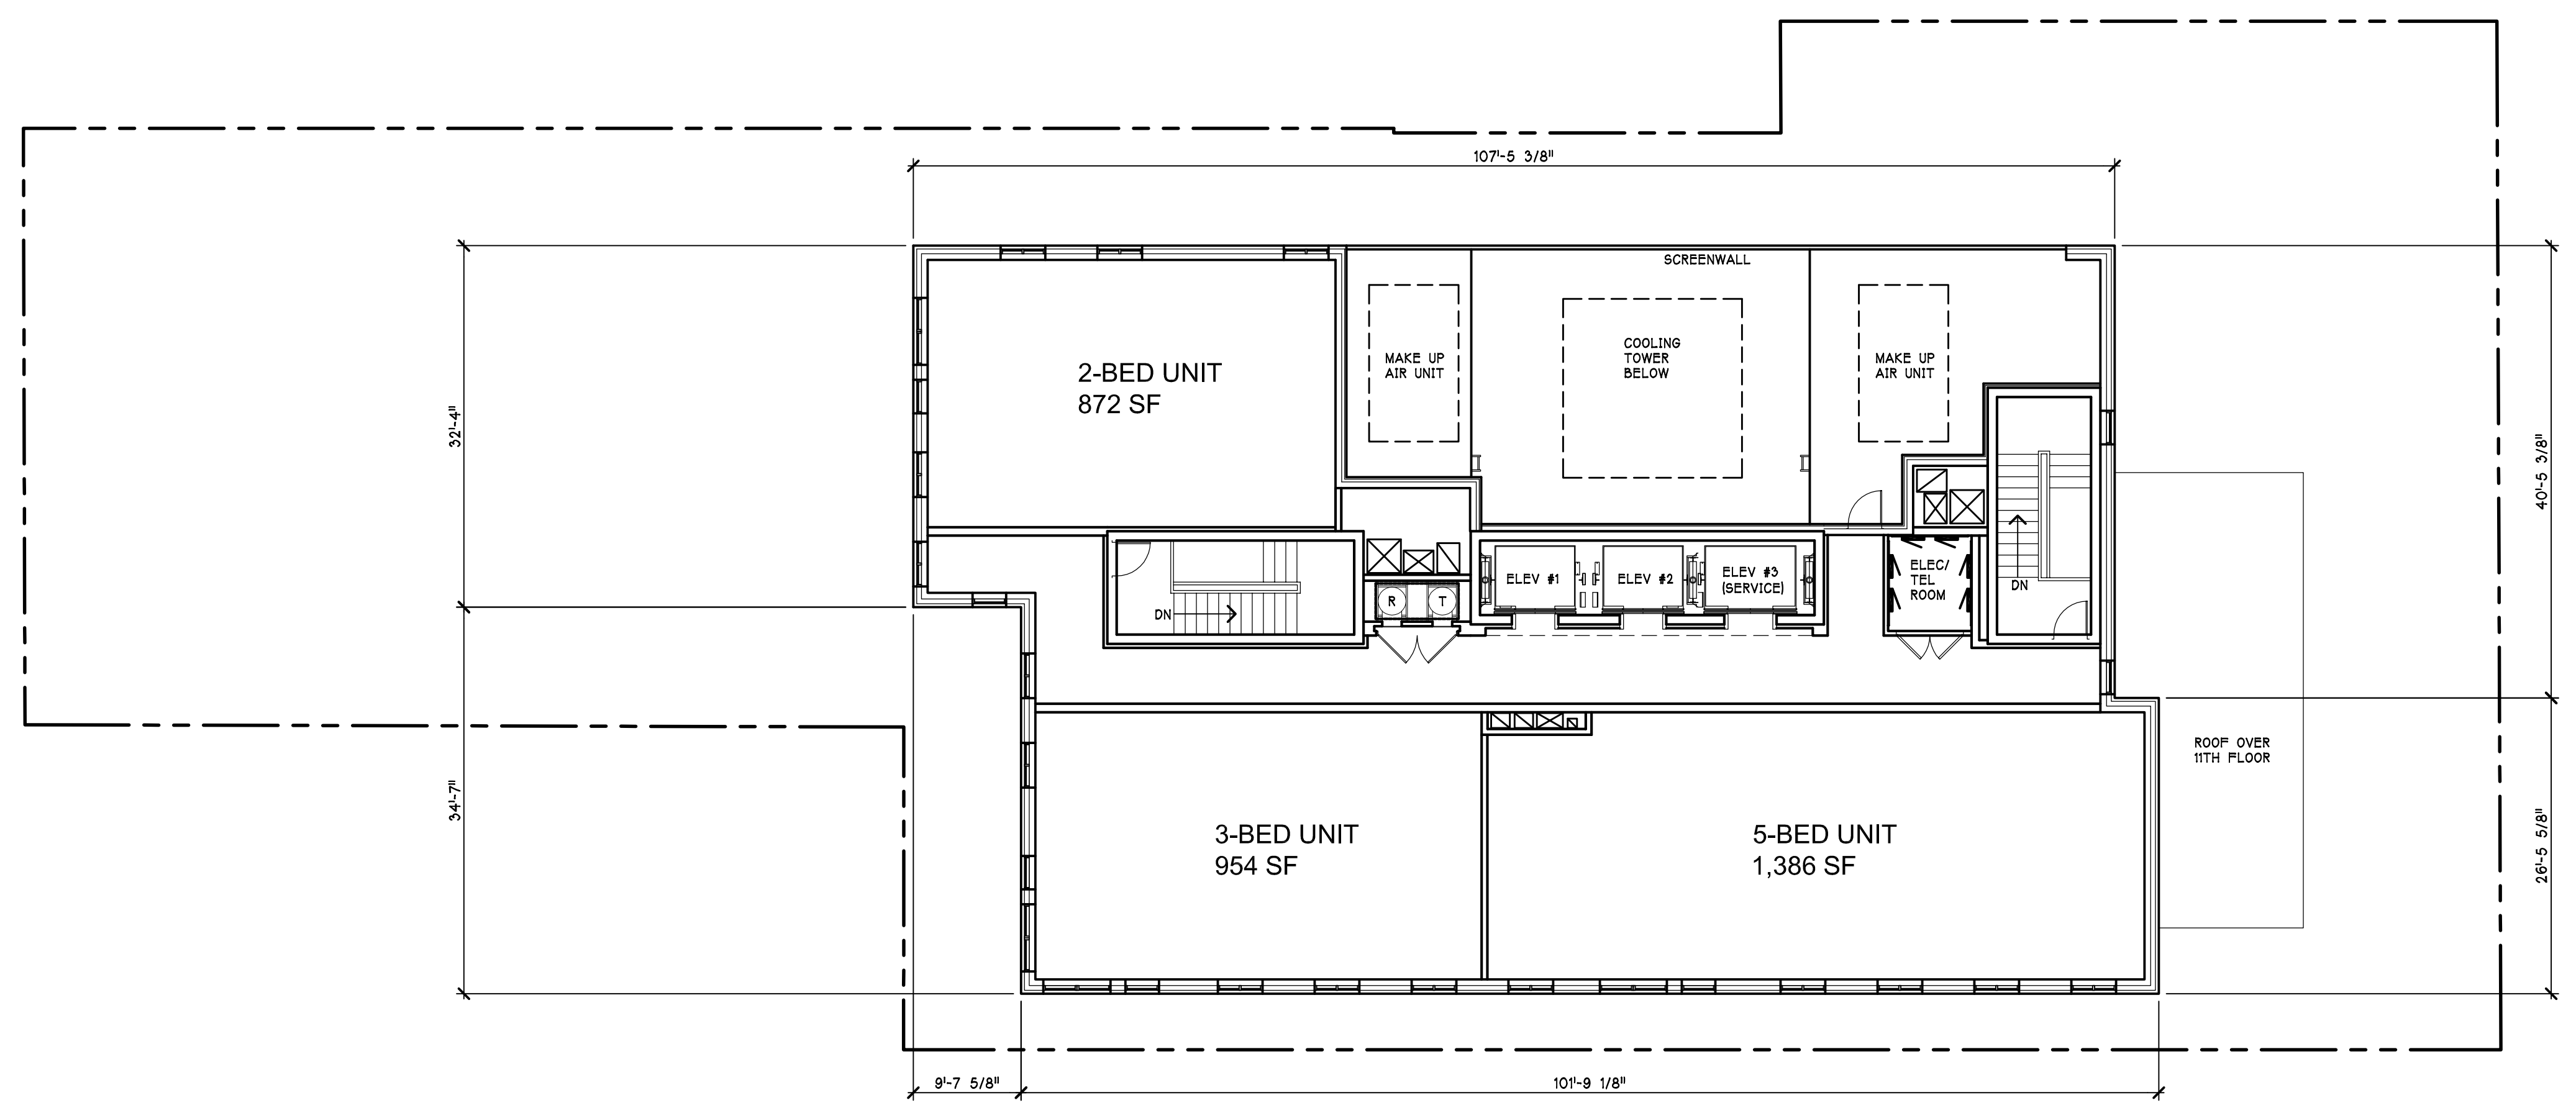 107'-5 3/8"
SCREENWALL
MAKE UP
AIR UNIT
COOLING
TOWER
BELOW
MAKE UP
AIR UNIT
2-BED UNIT
872 SF
32'-4"
40'-5 3/8"
ELEV #1
ELEV #2
ELEV #3
(SERVICE)
ELEC/
TEL
ROOM
DN
R
T
DN
ROOF OVER
11TH FLOOR
34'-7"
26'-5 5/8"
3-BED UNIT
954 SF
5-BED UNIT
1,386 SF
9'-7 5/8"
101'-9 1/8"